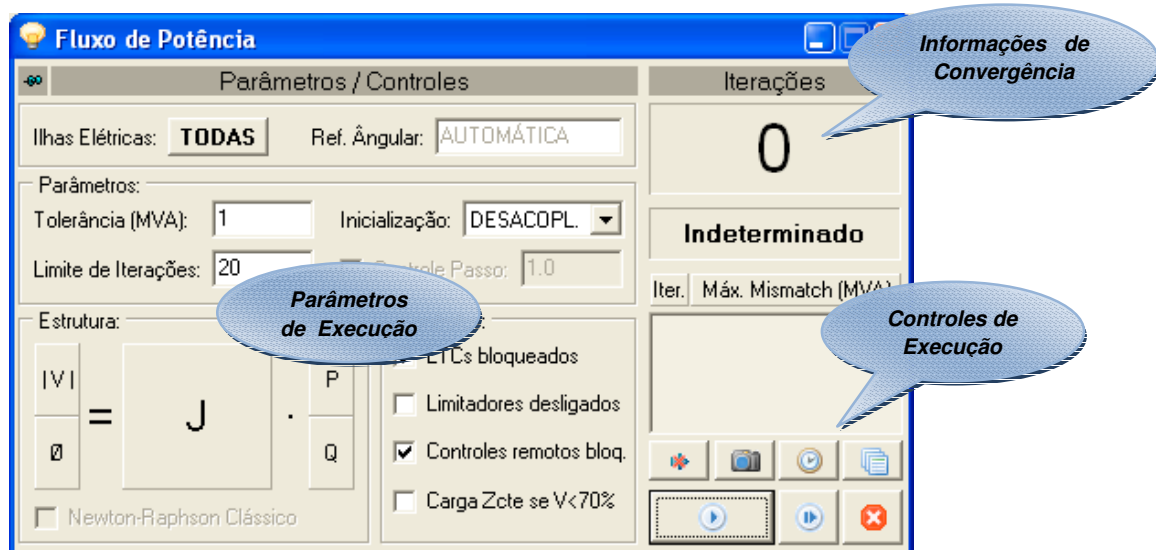 Fluxo de Potência
Informações de
Convergência
Parâmetros / Controles
Iterações
Ilhas Elétricas: TODAS Ref. Ângular: AUTOMÁTICA
0
Parâmetros:
Tolerância (MVA): 1 Inicialização: DESACOPL.
Indeterminado
Limite de Iterações: 20 Passo: 1.0
Iter. Máx. Mismatch (MVA)
Parâmetros
de Execução
Controles de
Execução
Estrutura:
|V|
Ø
=
J
.
P
Q
bloqueados
Limitadores desligados
Controles remotos bloq.
Carga Zcte se V<70%
Newton-Raphson Clássico